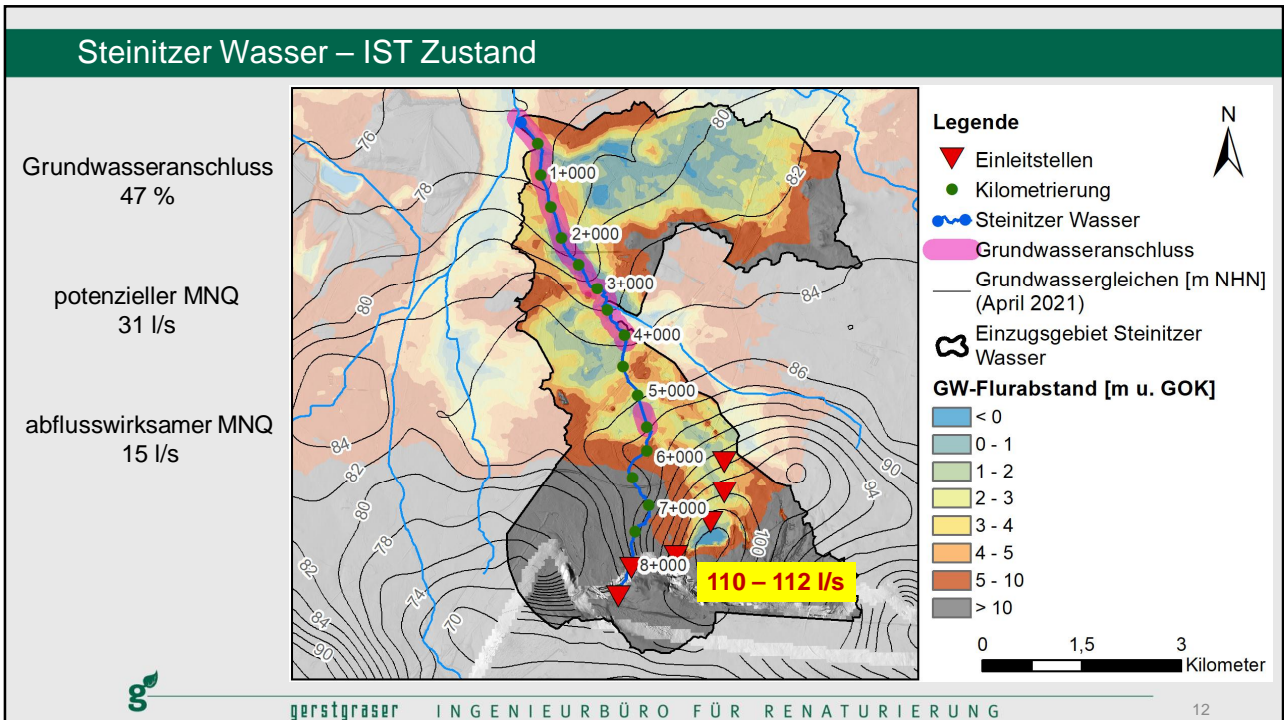 Steinitzer Wasser – IST Zustand
Grundwasseranschluss
47 %
potenzieller MNQ
31 l/s
abflusswirksamer MNQ
15 l/s
76
78
80
82
80
82
84
84
86
84
82
80
78
74
70
82
84
90
90
94
100
1+000
2+000
3+000
4+000
5+000
6+000
7+000
8+000
110 – 112 l/s
Legende
N
Einleitstellen
Kilometrierung
Steinitzer Wasser
Grundwasseranschluss
Grundwassergleichen [m NHN]
(April 2021)
Einzugsgebiet Steinitzer
Wasser
GW-Flurabstand [m u. GOK]
< 0
0 - 1
1 - 2
2 - 3
3 - 4
4 - 5
5 - 10
> 10
0 1,5 3
Kilometer
g
gerstgraser INGENIEURBÜRO FÜR RENATURIERUNG
12